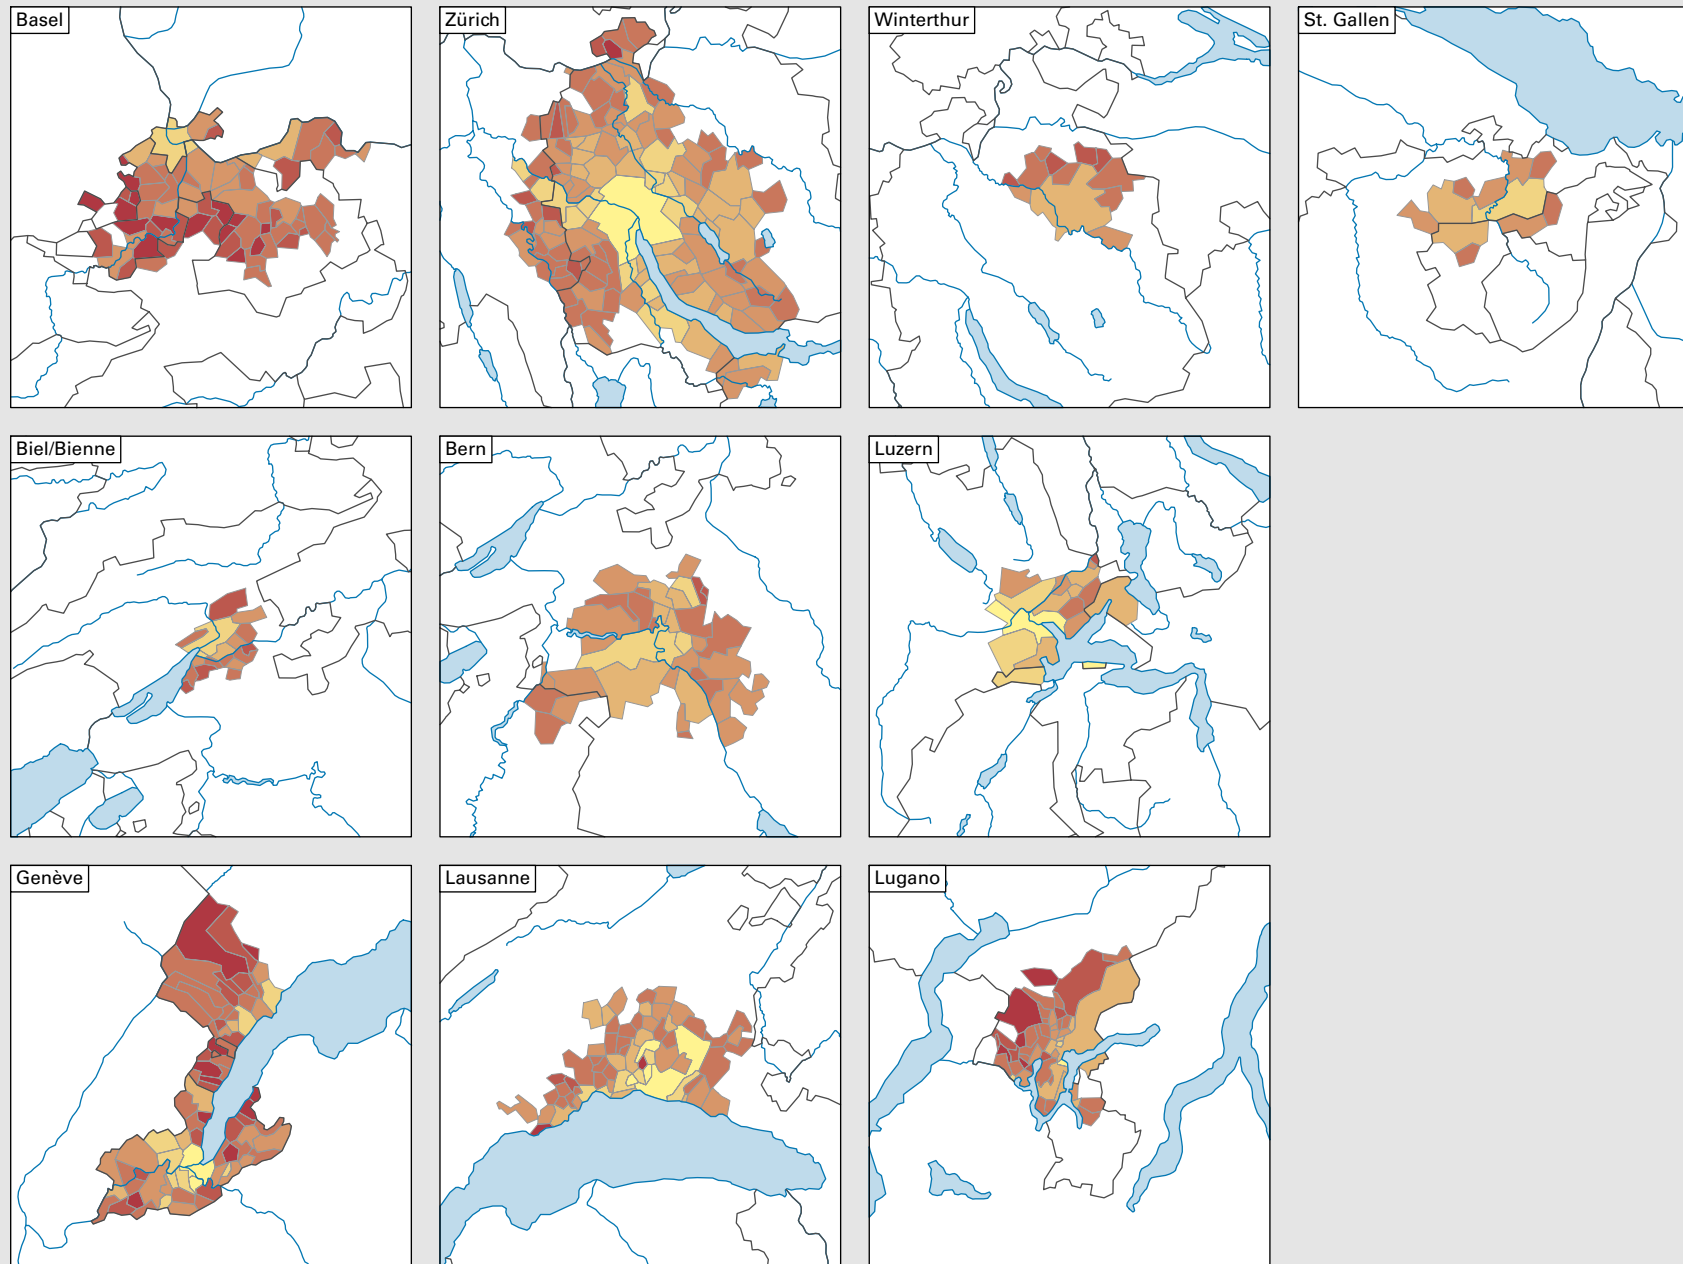 Basel
Zürich
Winterthur
St. Gallen
Biel/Bienne
Bern
Luzern
Genève
Lausanne
Lugano